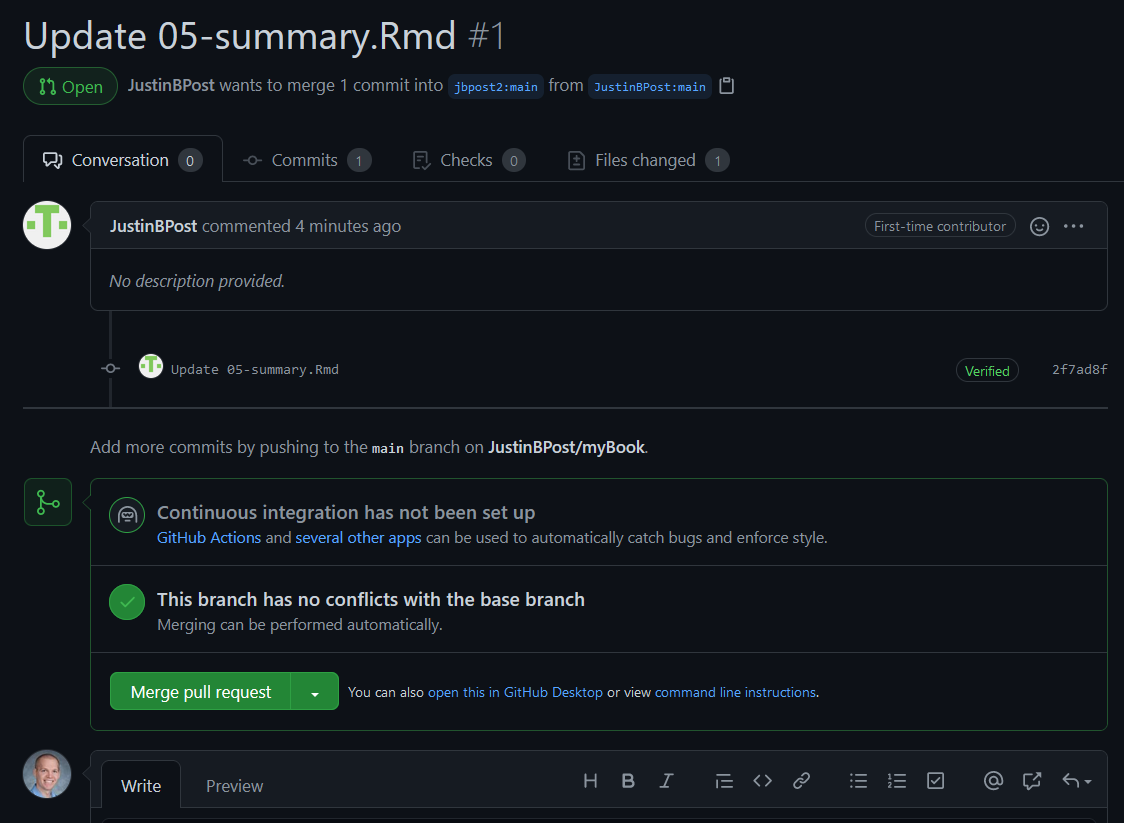 Update 05-summary.Rmd #1
Open JustinBPost wants to merge 1 commit into jbpost2:main from JustinBPost:main
Conversation 0 Commits 1 Checks 0 Files changed 1
JustinBPost commented 4 minutes ago First-time contributor
No description provided.
Update 05-summary.Rmd Verified 2f7ad8f
Add more commits by pushing to the main branch on JustinBPost/myBook.
Continuous integration has not been set up
GitHub Actions and several other apps can be used to automatically catch bugs and enforce style.
This branch has no conflicts with the base branch
Merging can be performed automatically.
Merge pull request You can also open this in GitHub Desktop or view command line instructions.
Write Preview